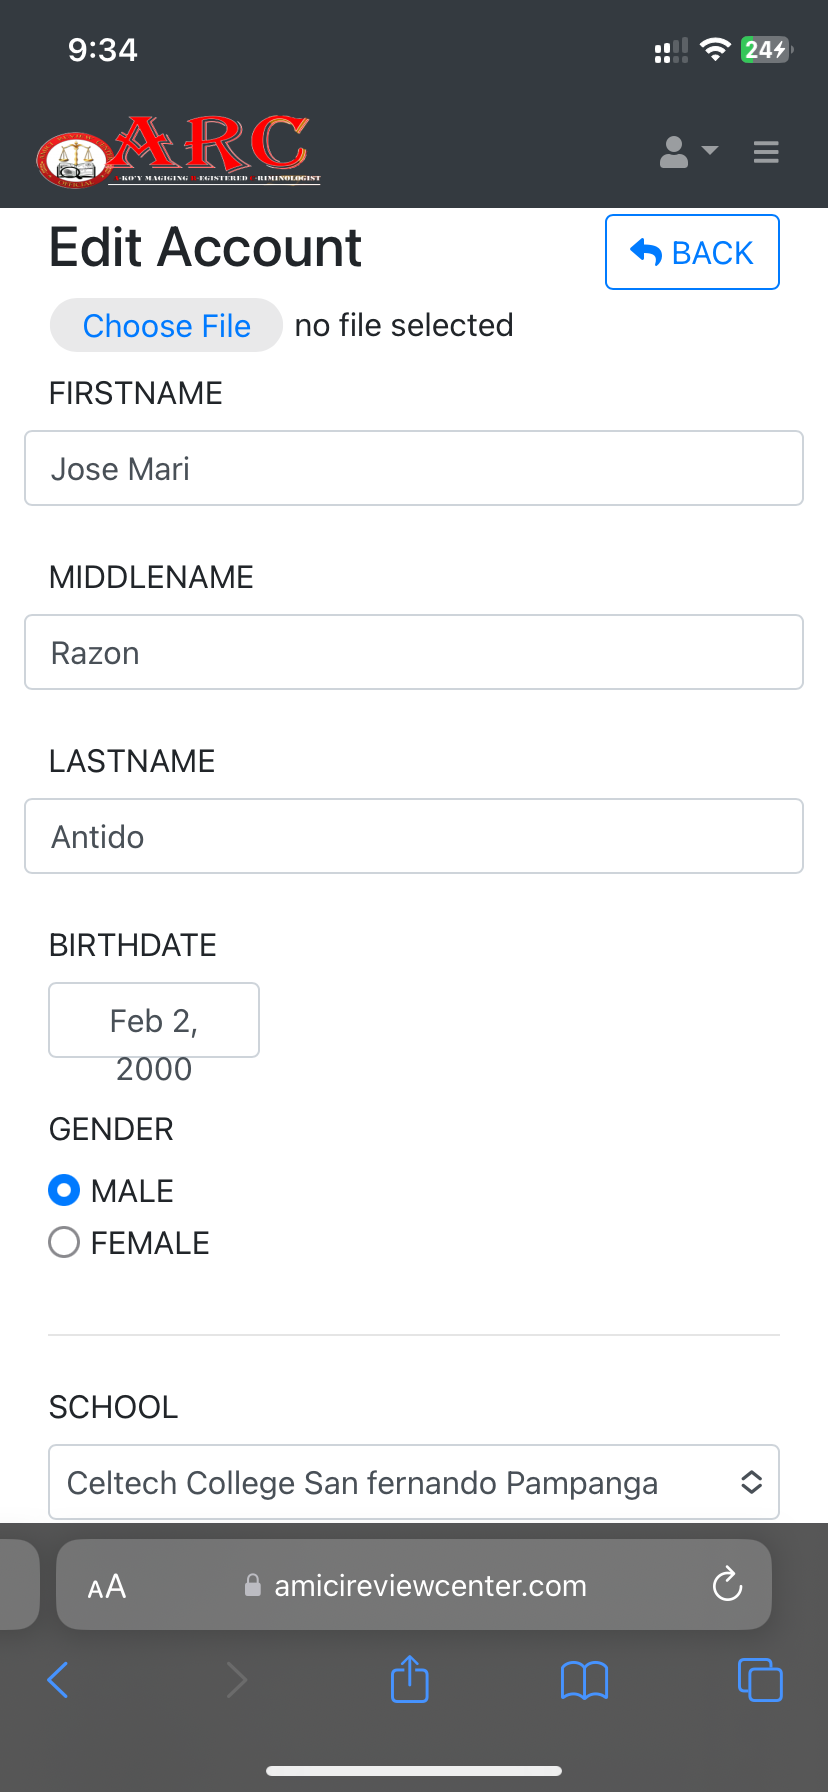 9:34
24
ARC
Edit Account
BACK
Choose File no file selected
FIRSTNAME
Jose Mari
MIDDLENAME
Razon
LASTNAME
Antido
BIRTHDATE
Feb 2,
2000
GENDER
MALE
FEMALE
SCHOOL
Celtech College San fernando Pampanga
AA amicireviewcenter.com